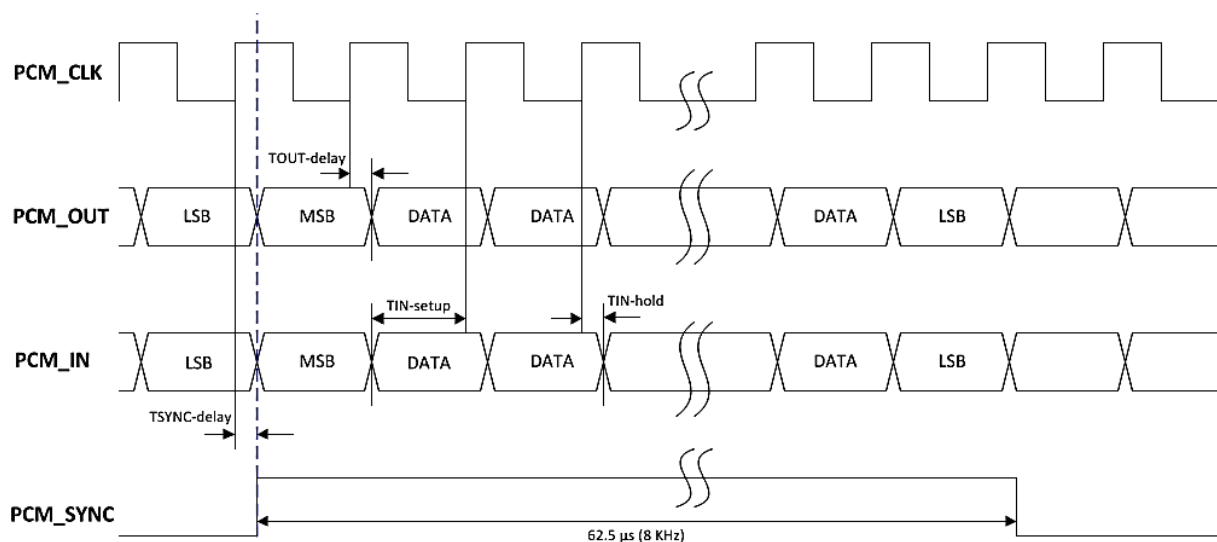 PCM_CLK
TOUT-delay
PCM_OUT
LSB
MSB
DATA
DATA
DATA
LSB
TIN-setup
TIN-hold
PCM_IN
LSB
MSB
DATA
DATA
DATA
LSB
TSYNC-delay
PCM_SYNC
62.5 µs (8 KHz)